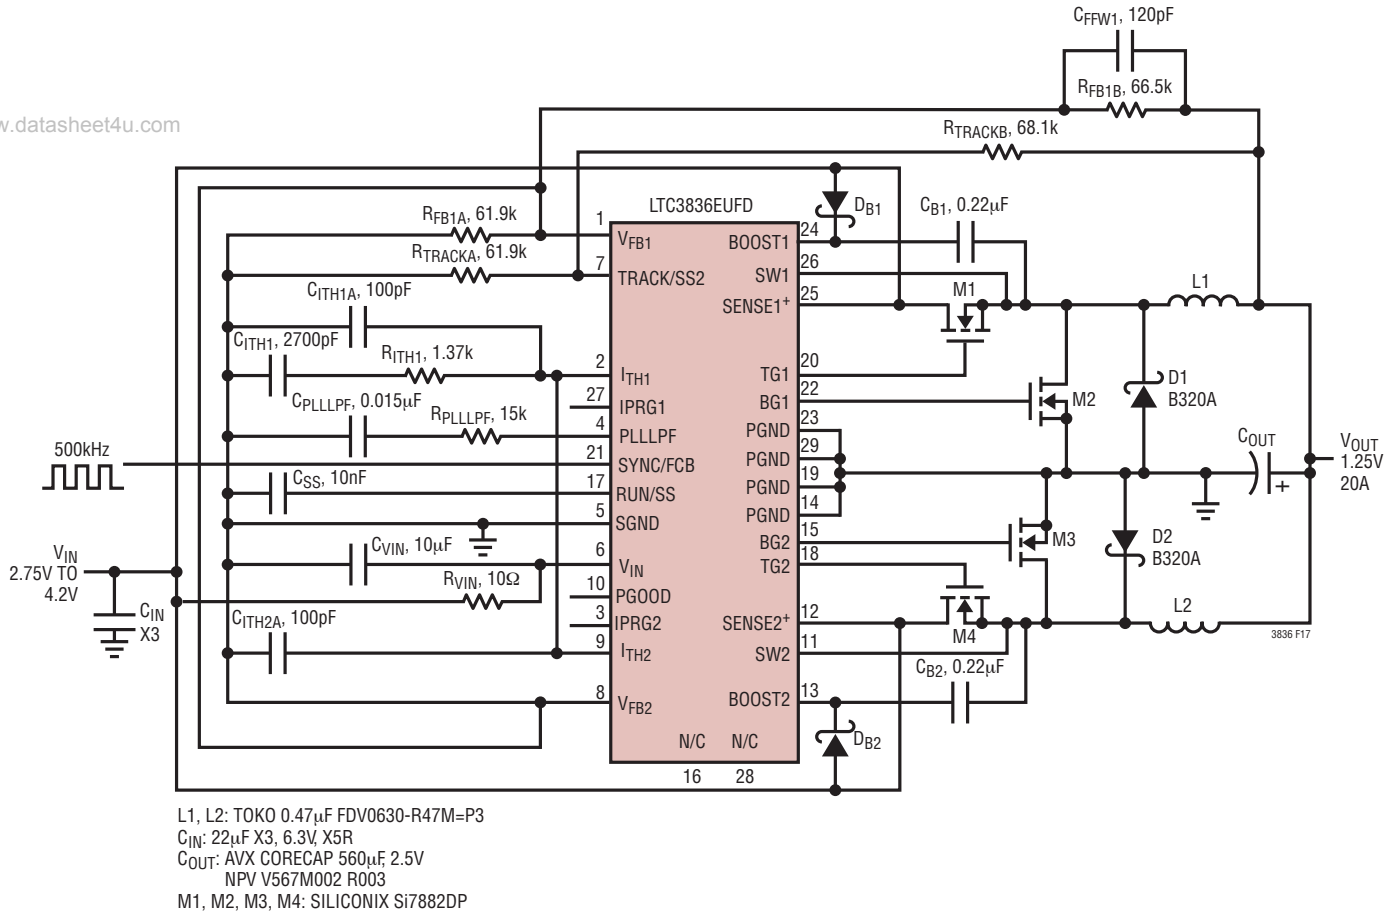 CFFW1, 120pF
RFB1B, 66.5k
w.datasheet4u.com
RTRACKB, 68.1k
LTC3836EUFD
DB1
CB1, 0.22µF
RFB1A, 61.9k
1
VFB1
BOOST1
24
RTRACKA, 61.9k
7
TRACK/SS2
SW1
26
CITH1A, 100pF
SENSE1+
25
M1
L1
CITH1, 2700pF
RITH1, 1.37k
2
ITH1
TG1
20
27
IPRG1
BG1
22
M2
D1
B320A
CPLLLPF, 0.015µF
RPLLLPF, 15k
4
PLLLPF
PGND
23
500kHz
21
SYNC/FCB
PGND
29
COUT
+
VOUT
1.25V
20A
CSS, 10nF
17
RUN/SS
PGND
19
5
SGND
PGND
14
BG2
15
M3
D2
B320A
VIN
2.75V TO
4.2V
CVIN, 10µF
6
VIN
TG2
18
RVIN, 10Ω
10
PGOOD
CIN
X3
3
IPRG2
SENSE2+
12
M4
L2
CITH2A, 100pF
9
ITH2
SW2
11
3836 F17
CB2, 0.22µF
8
VFB2
BOOST2
13
DB2
N/C N/C
16 28
L1, L2: TOKO 0.47µF FDV0630-R47M=P3
CIN: 22µF X3, 6.3V, X5R
COUT: AVX CORECAP 560µF, 2.5V
NPV V567M002 R003
M1, M2, M3, M4: SILICONIX Si7882DP